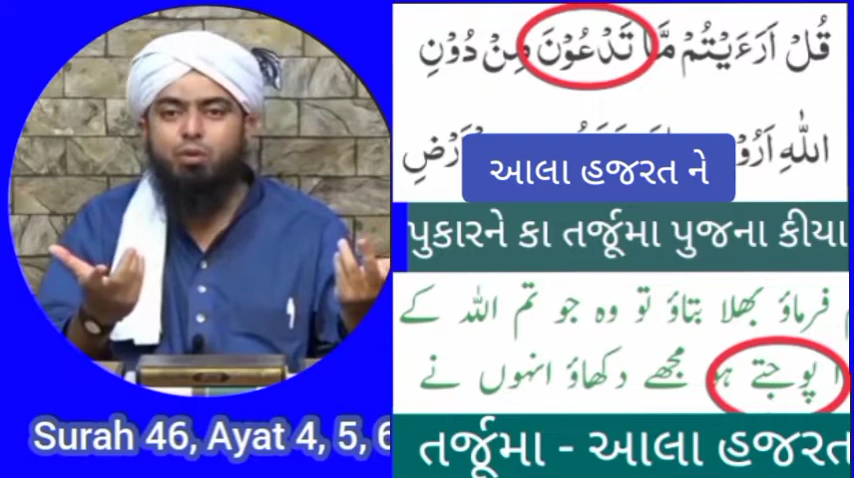 قُلْ اَرَءَيْتُمْ مَّا تَدْعُوْنَ مِنْ دُوْنِ
اللّٰهِ
આલા હજરત ને
પુકારને કા તર્જૂમા પુજના કીયા
فرماؤ بھلا بتاؤ تو وہ جو تم اللہ کے
پوجتے ہو مجھے دکھاؤ انہوں نے
Surah 46, Ayat 4, 5, 6
તર્જૂમા - આલા હજરત